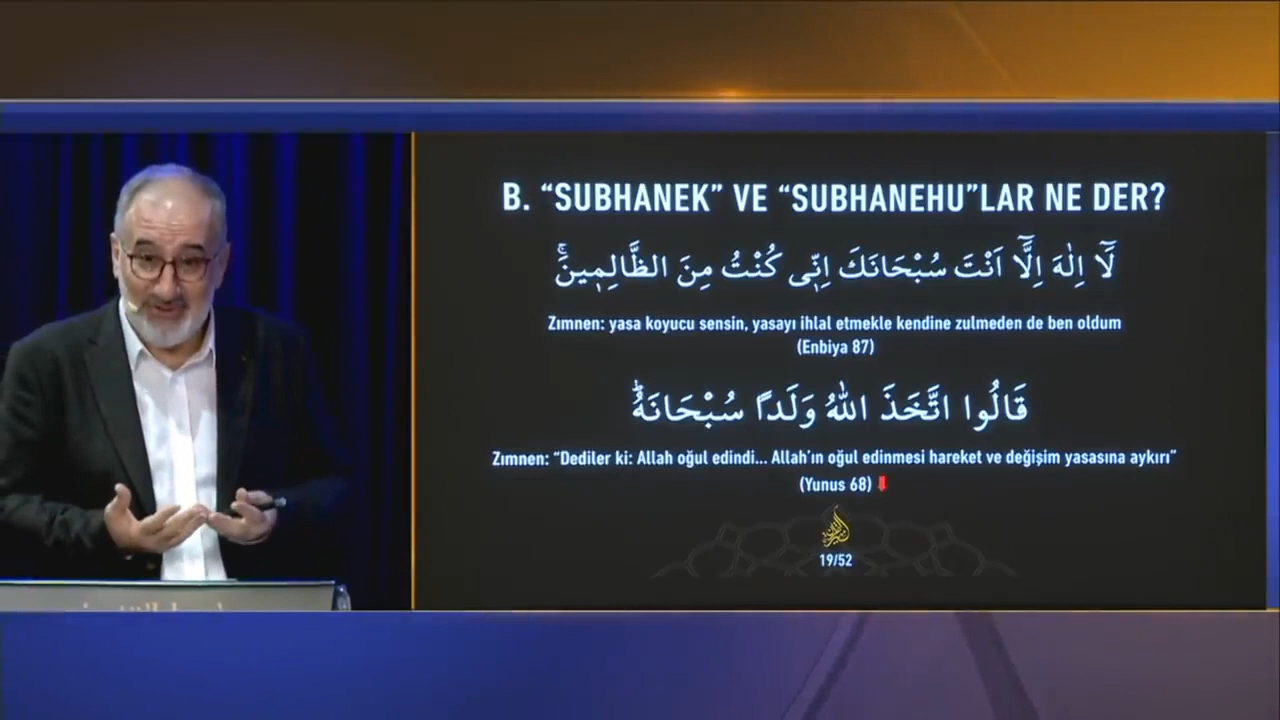 B. “SUBHANEK” VE “SUBHANEHU”LAR NE DER?
لَٓا اِلٰهَ اِلَّٓا اَنْتَ سُبْحَانَكَ اِنّ۪ى كُنْتُ مِنَ الظَّالِم۪ينَۚ
Zımnen: yasa koyucu sensin, yasayı ihlal etmekle kendine zulmeden de ben oldum
(Enbiya 87)
قَالُوا اتَّخَذَ اللّٰهُ وَلَدًا سُبْحَانَهُۜ
Zımnen: “Dediler ki: Allah oğul edindi... Allah’ın oğul edinmesi hareket ve değişim yasasına aykırı”
(Yunus 68)
19/52